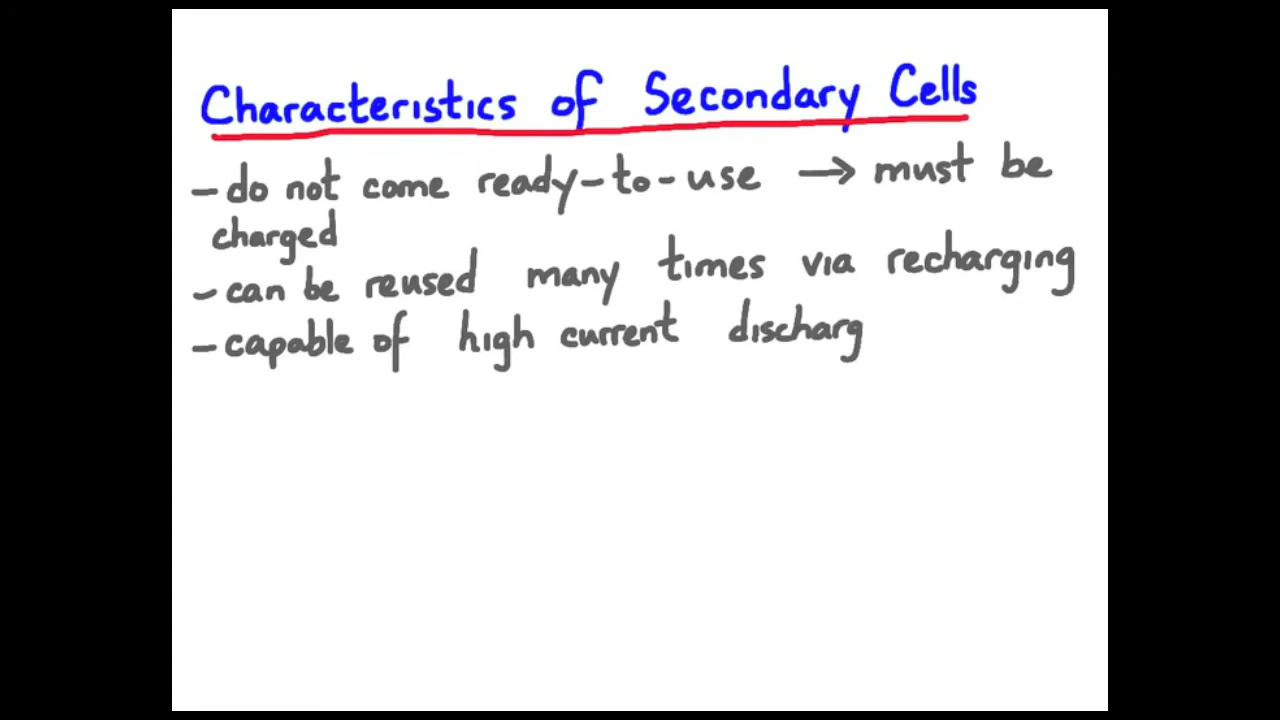 Characteristics of Secondary Cells
- do not come ready-to-use → must be
charged
- can be reused many times via recharging
- capable of high current discharg